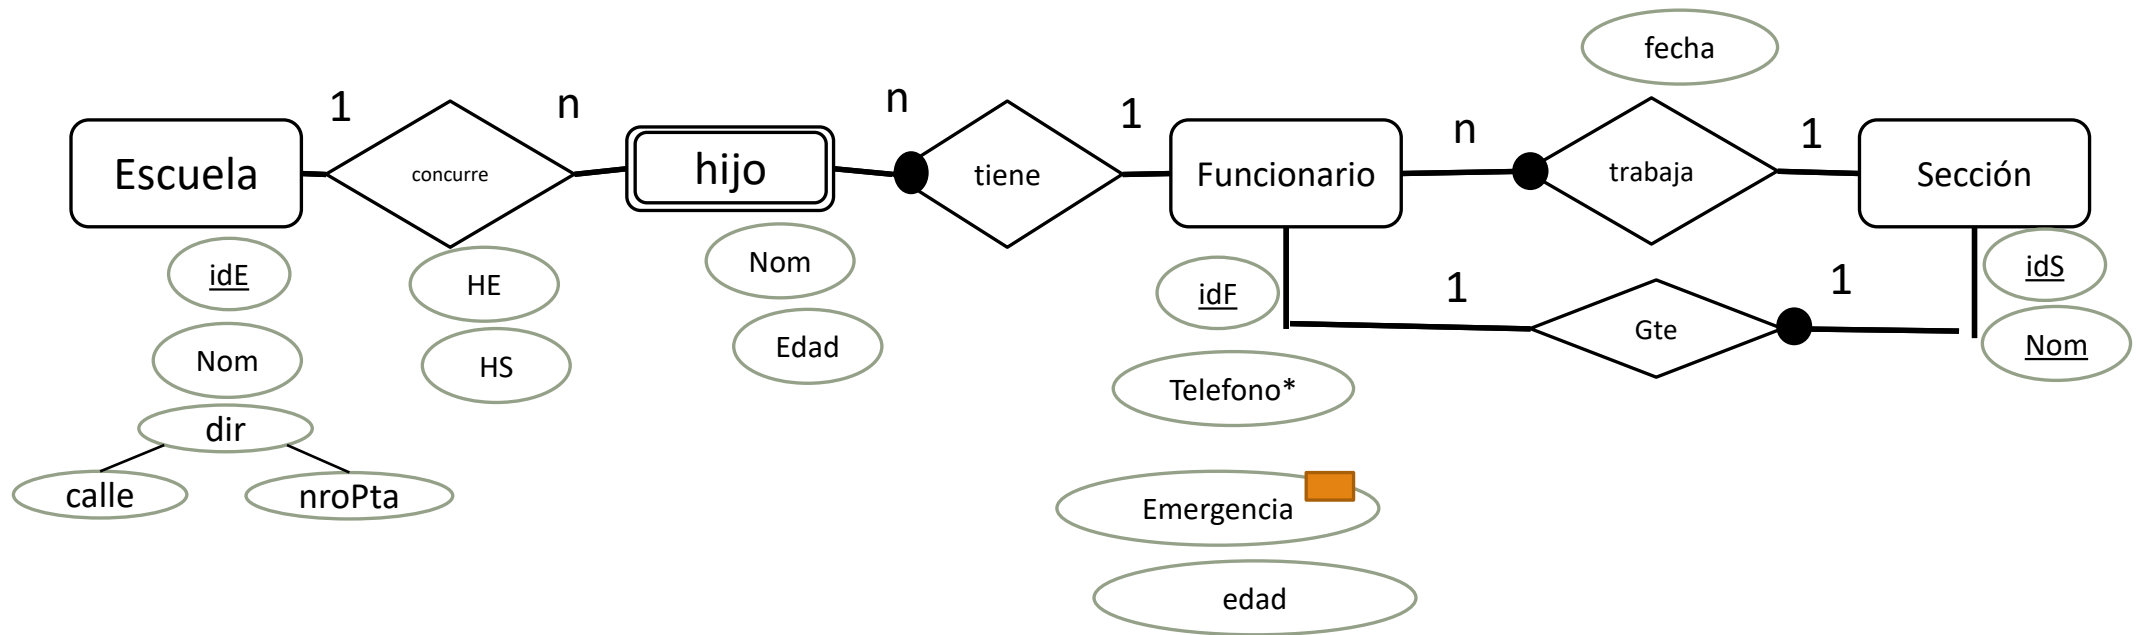 fecha
1
n
n
1
n
1
Escuela
concurre
hijo
tiene
Funcionario
trabaja
Sección
idE
HE
Nom
idF
1
Gte
1
idS
Nom
HS
Edad
Nom
Telefono*
dir
calle
nroPta
Emergencia
edad